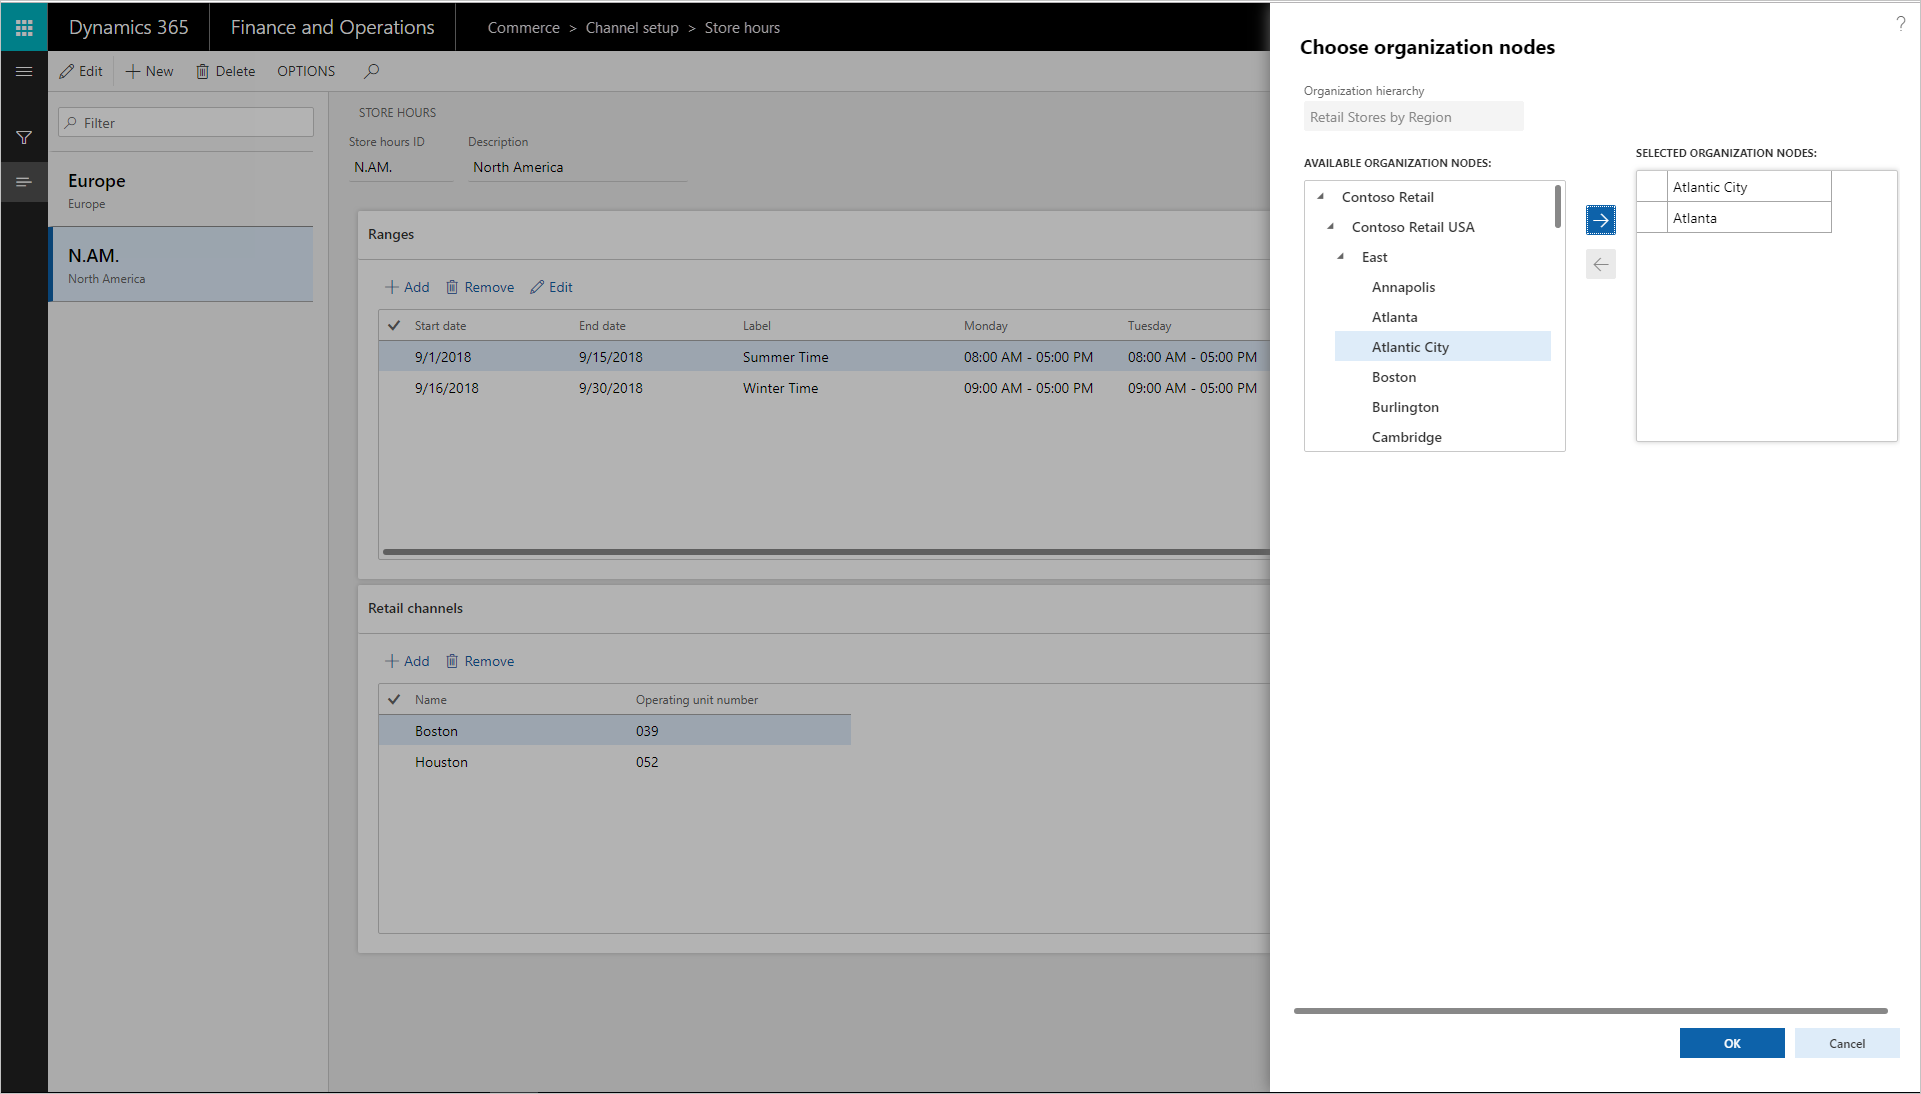 Dynamics 365 Finance and Operations Commerce > Channel setup > Store hours
Edit New Delete OPTIONS
Filter
Europe
Europe
N.AM.
North America
STORE HOURS
Store hours ID Description
N.AM. North America
Ranges
Add Remove Edit
Start date End date Label Monday Tuesday
9/1/2018 9/15/2018 Summer Time 08:00 AM - 05:00 PM 08:00 AM - 05:00 PM
9/16/2018 9/30/2018 Winter Time 09:00 AM - 05:00 PM 09:00 AM - 05:00 PM
Retail channels
Add Remove
Name Operating unit number
Boston 039
Houston 052
?
Choose organization nodes
Organization hierarchy
Retail Stores by Region
AVAILABLE ORGANIZATION NODES:
Contoso Retail
Contoso Retail USA
East
Annapolis
Atlanta
Atlantic City
Boston
Burlington
Cambridge
SELECTED ORGANIZATION NODES:
Atlantic City
Atlanta
OK Cancel